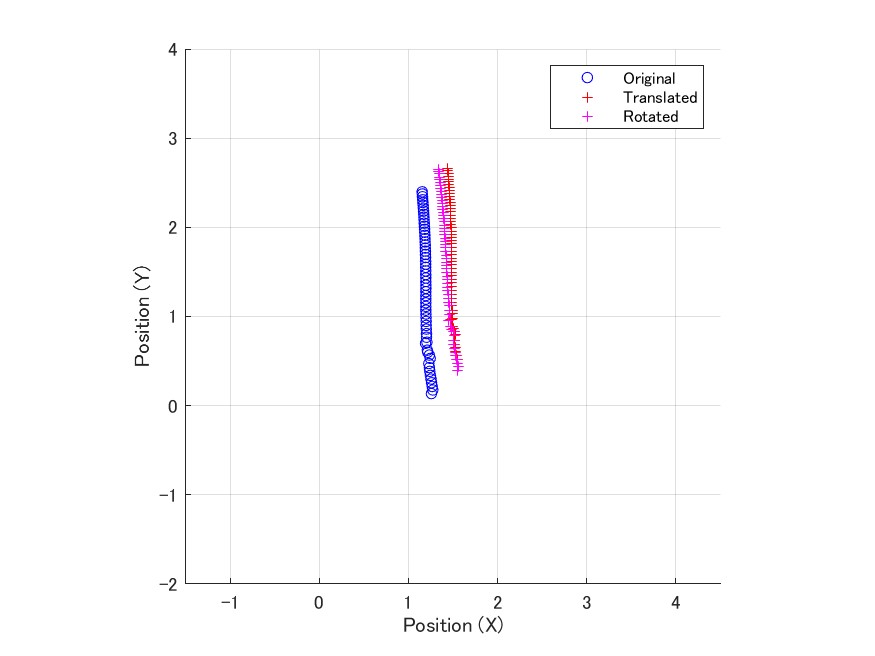 4
3
2
1
0
−1
−2
−1
0
1
2
3
4
Position (X)
Position (Y)
Original
Translated
Rotated